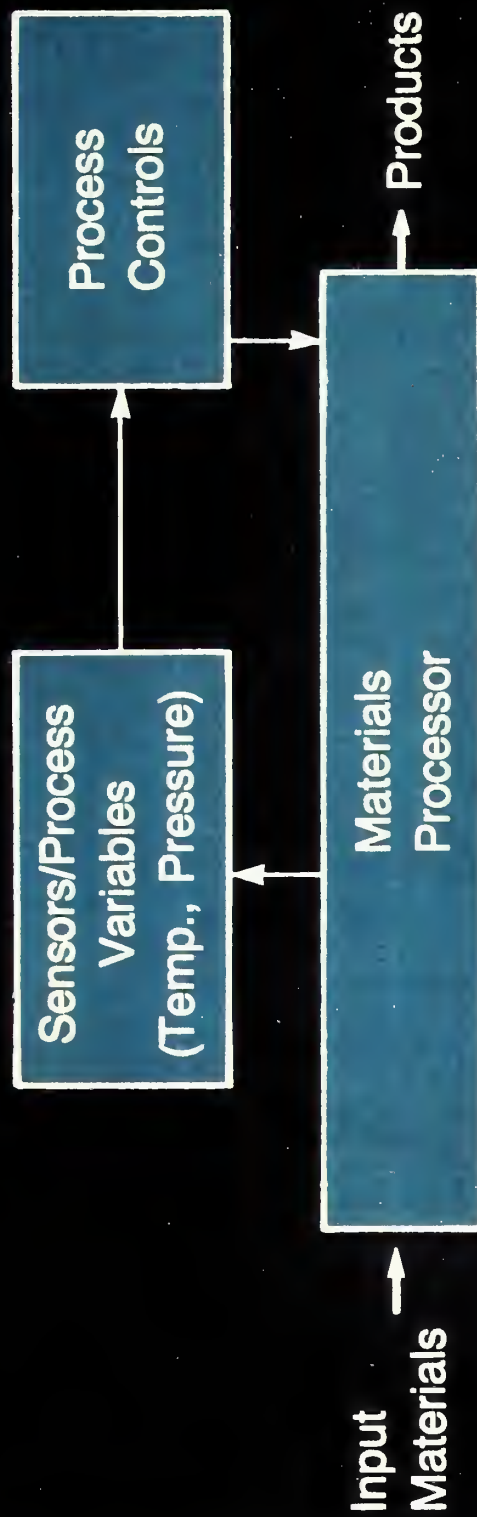 Sensors/Process
Variables
(Temp., Pressure)
Process
Controls
Input
Materials
Materials
Processor
Products